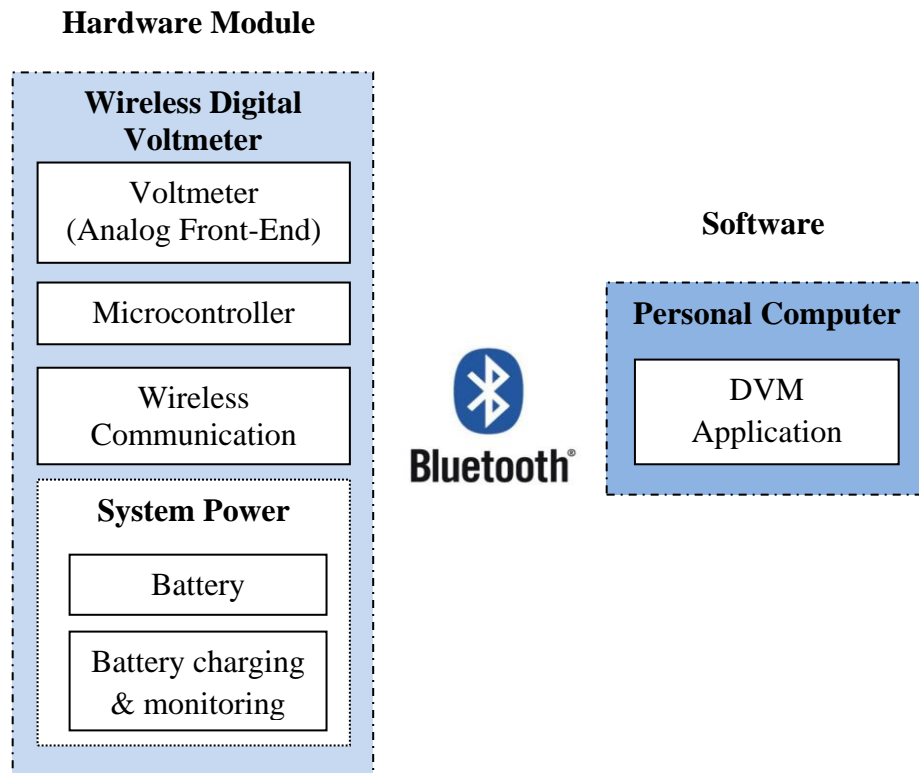 Hardware Module
Wireless Digital
Voltmeter
Voltmeter
(Analog Front-End)
Microcontroller
Wireless
Communication
System Power
Battery
Battery charging
& monitoring
Bluetooth®
Software
Personal Computer
DVM
Application